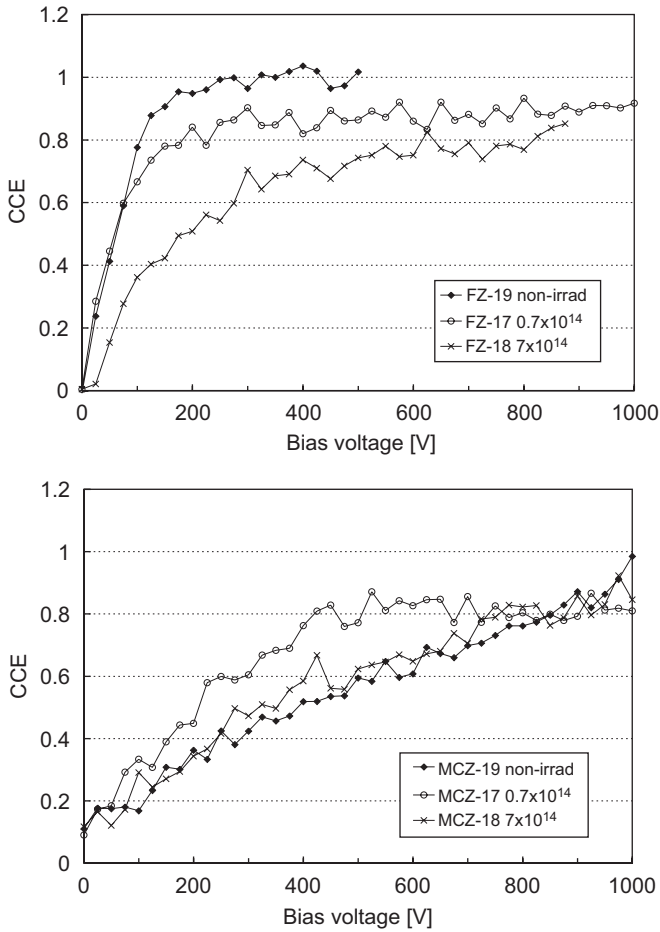 1.2
1
0.8
0.6
0.4
0.2
0
CCE
FZ-19 non-irrad
FZ-17 0.7x10¹⁴
FZ-18 7x10¹⁴
0 200 400 600 800 1000
Bias voltage [V]
1.2
1
0.8
0.6
0.4
0.2
0
CCE
MCZ-19 non-irrad
MCZ-17 0.7x10¹⁴
MCZ-18 7x10¹⁴
0 200 400 600 800 1000
Bias voltage [V]